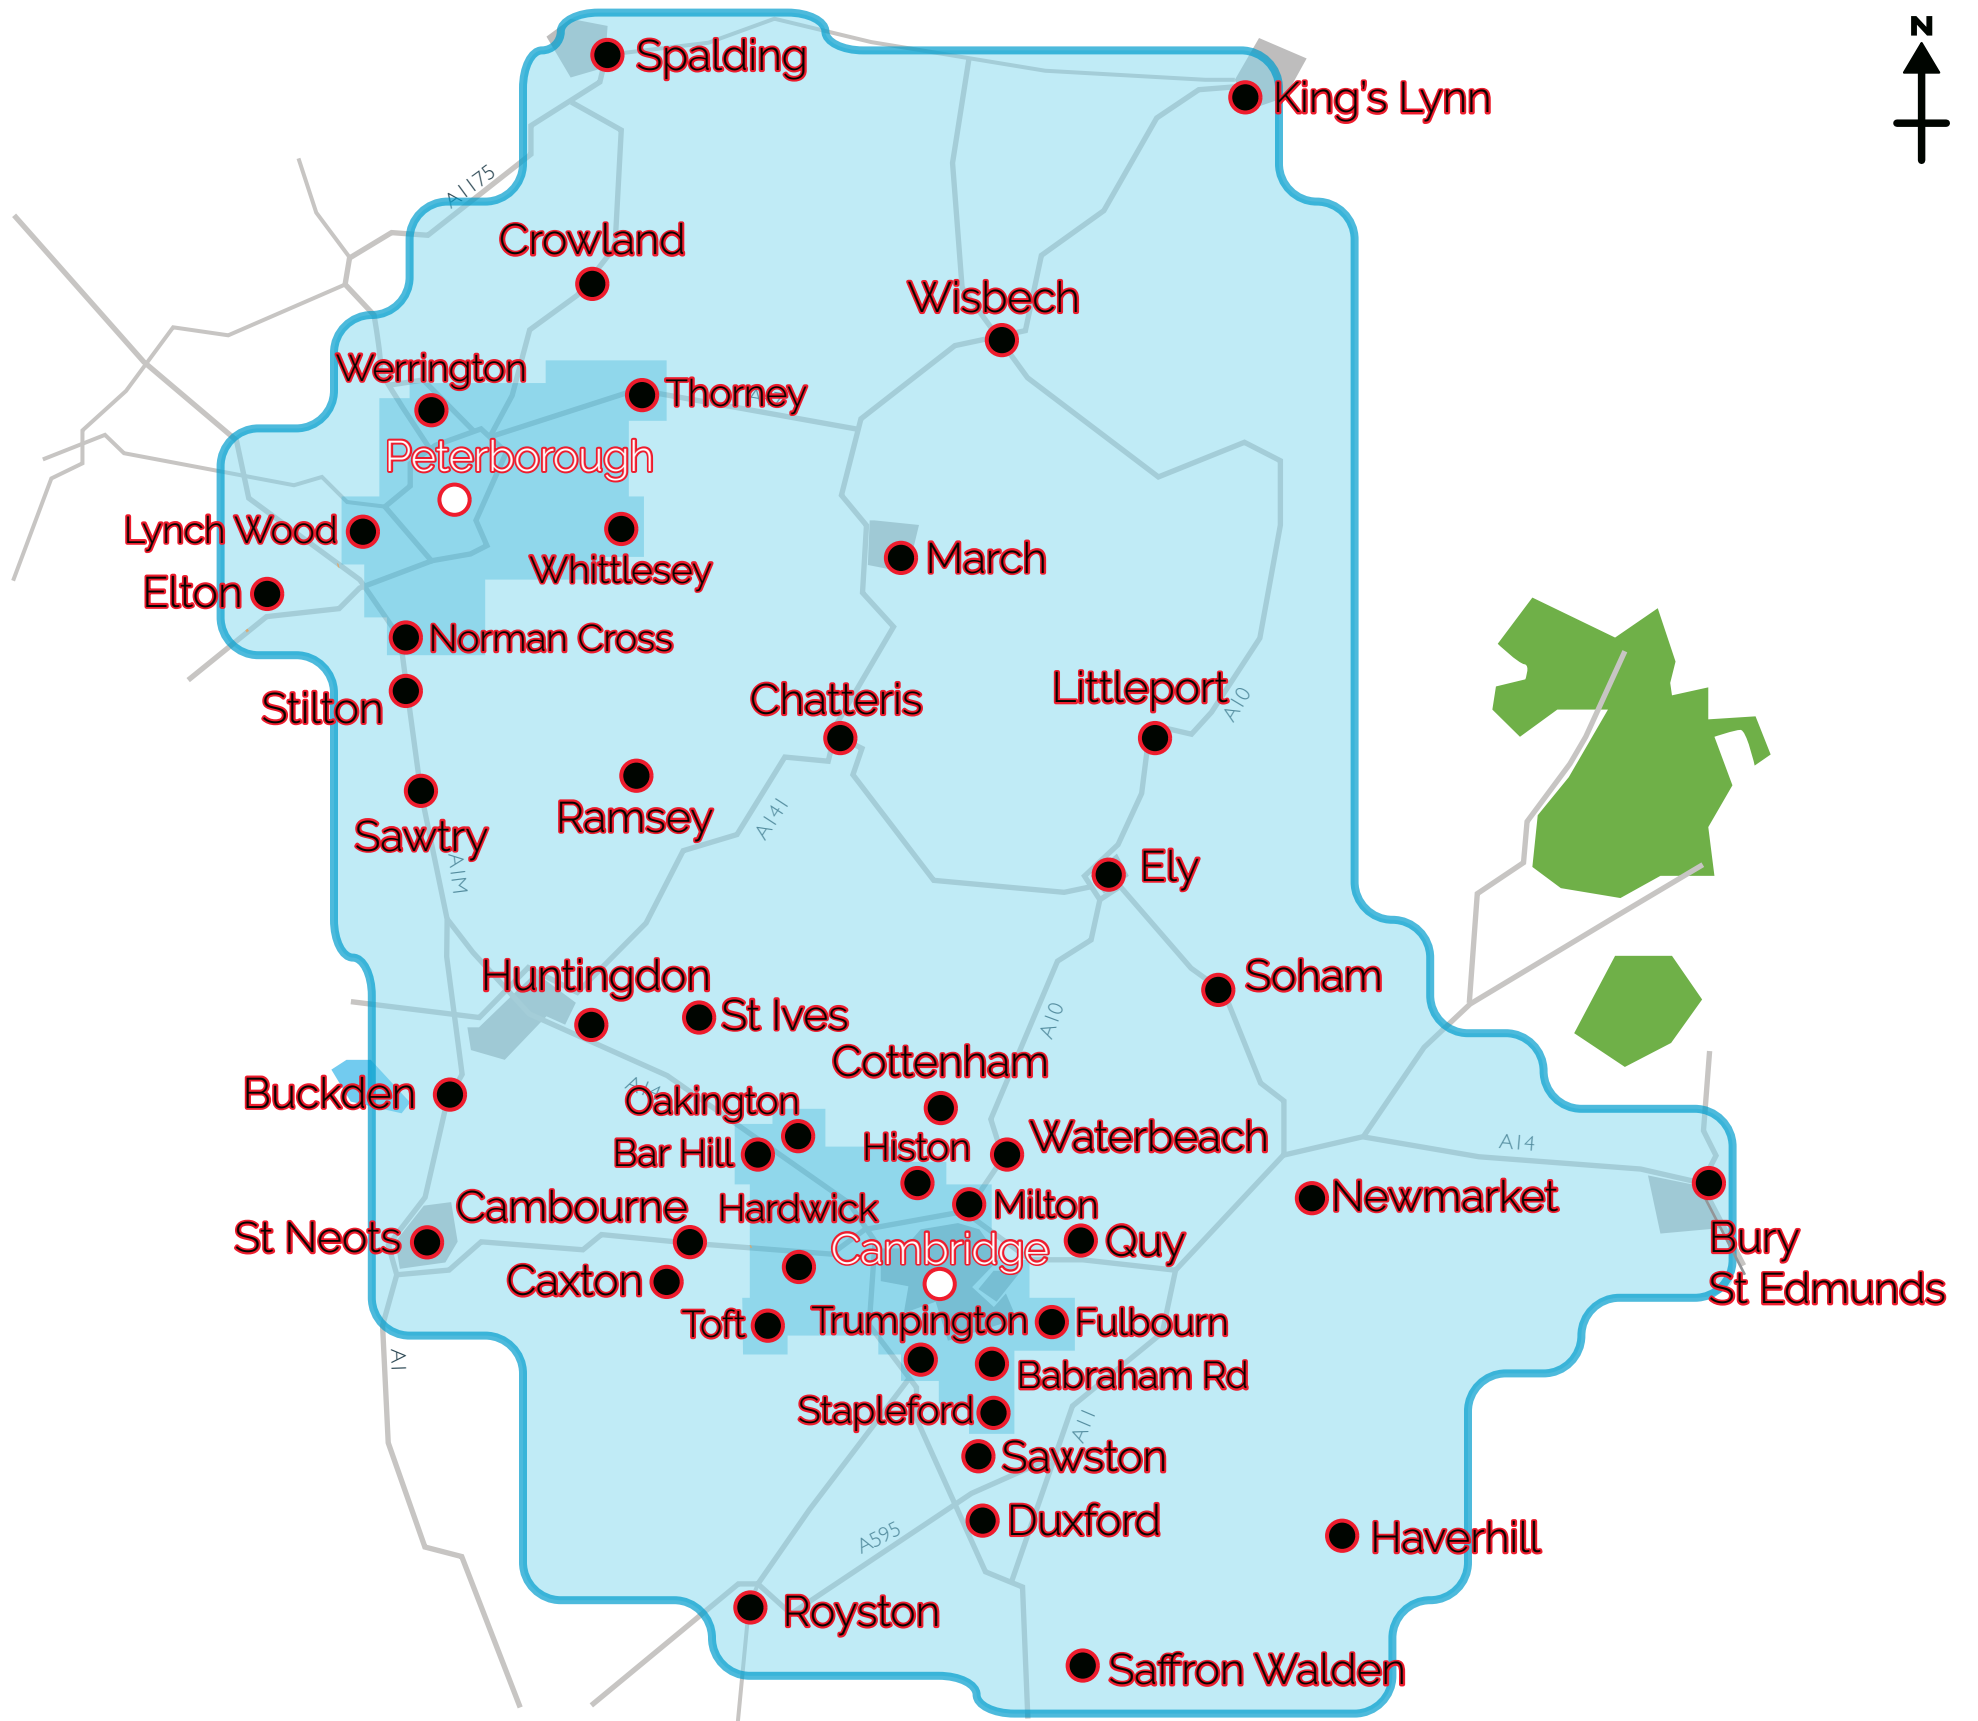 N
Spalding
King's Lynn
A1175
Crowland
Wisbech
Werrington
Thorney
Peterborough
Lynch Wood
Whittlesey
March
Elton
Norman Cross
Stilton
Chatteris
Littleport
A10
Ramsey
A141
Sawtry
A1M
Ely
Huntingdon
Soham
St Ives
A10
Cottenham
Buckden
Oakington
Waterbeach
Bar Hill
Histon
A14
Cambourne
Hardwick
Milton
Newmarket
St Neots
Quy
Bury
St Edmunds
Cambridge
Caxton
Toft
Trumpington
Fulbourn
A1
Babraham Rd
Stapleford
A11
Sawston
Duxford
A595
Haverhill
Royston
Saffron Walden